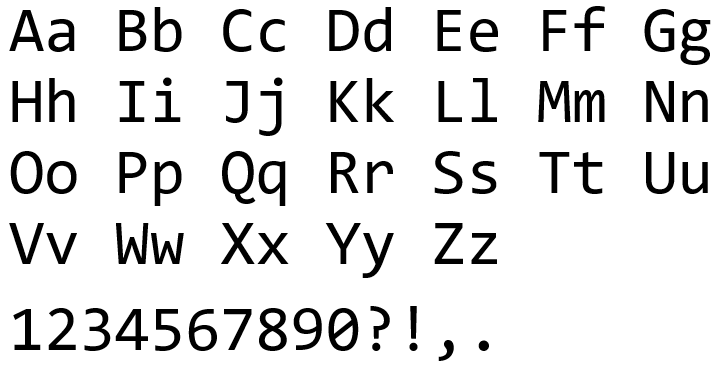 Aa Bb Cc Dd Ee Ff Gg
Hh Ii Jj Kk Ll Mm Nn
Oo Pp Qq Rr Ss Tt Uu
Vv Ww Xx Yy Zz
1234567890?!,.